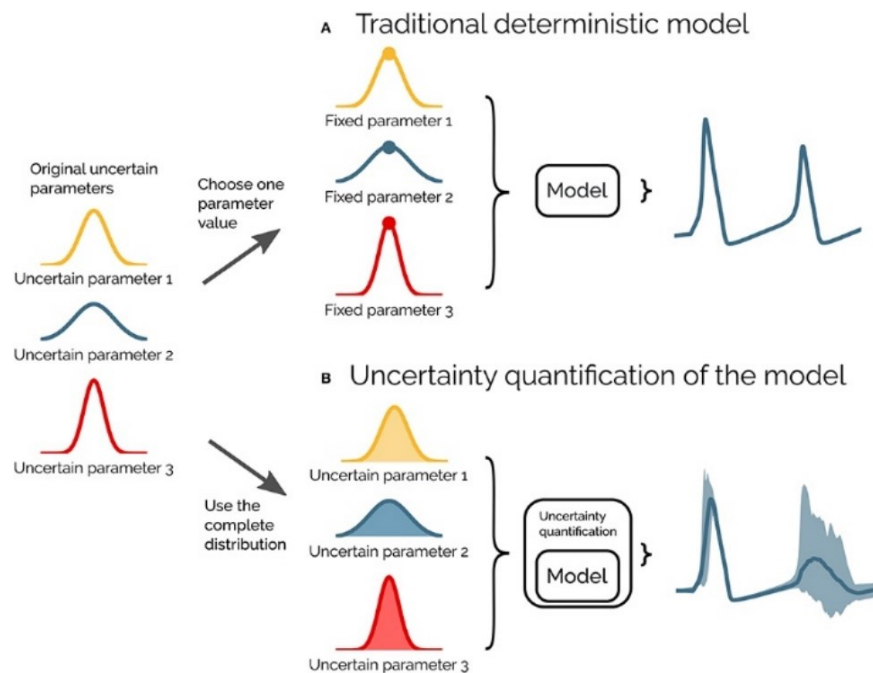 A Traditional deterministic model
Original uncertain
parameters
Uncertain parameter 1
Uncertain parameter 2
Uncertain parameter 3
Choose one
parameter
value
Fixed parameter 1
Fixed parameter 2
Fixed parameter 3
Model
B Uncertainty quantification of the model
Use the
complete
distribution
Uncertain parameter 1
Uncertain parameter 2
Uncertain parameter 3
Uncertainty
quantification
Model